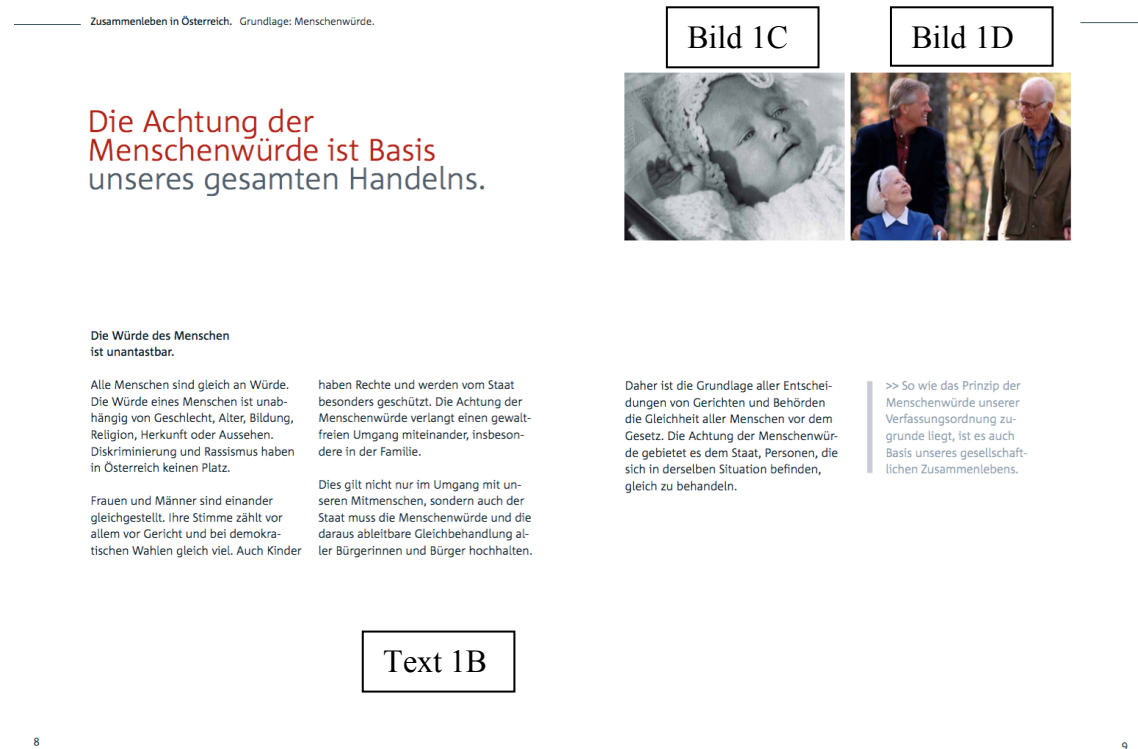 Zusammenleben in Österreich. Grundlage: Menschenwürde.
Bild 1C
Bild 1D
Die Achtung der
Menschenwürde ist Basis
unseres gesamten Handelns.
Die Würde des Menschen
ist unantastbar.
Alle Menschen sind gleich an Würde.
Die Würde eines Menschen ist unab-
hängig von Geschlecht, Alter, Bildung,
Religion, Herkunft oder Aussehen.
Diskriminierung und Rassismus haben
in Österreich keinen Platz.
Frauen und Männer sind einander
gleichgestellt. Ihre Stimme zählt vor
allem vor Gericht und bei demokra-
tischen Wahlen gleich viel. Auch Kinder
haben Rechte und werden vom Staat
besonders geschützt. Die Achtung der
Menschenwürde verlangt einen gewalt-
freien Umgang miteinander, insbeson-
dere in der Familie.
Dies gilt nicht nur im Umgang mit un-
seren Mitmenschen, sondern auch der
Staat muss die Menschenwürde und die
daraus ableitbare Gleichbehandlung al-
ler Bürgerinnen und Bürger hochhalten.
Daher ist die Grundlage aller Entschei-
dungen von Gerichten und Behörden
die Gleichheit aller Menschen vor dem
Gesetz. Die Achtung der Menschenwür-
de gebietet es dem Staat, Personen, die
sich in derselben Situation befinden,
gleich zu behandeln.
>> So wie das Prinzip der
Menschenwürde unserer
Verfassungsordnung zu-
grunde liegt, ist es auch
Basis unseres gesellschaft-
lichen Zusammenlebens.
Text 1B
8
9